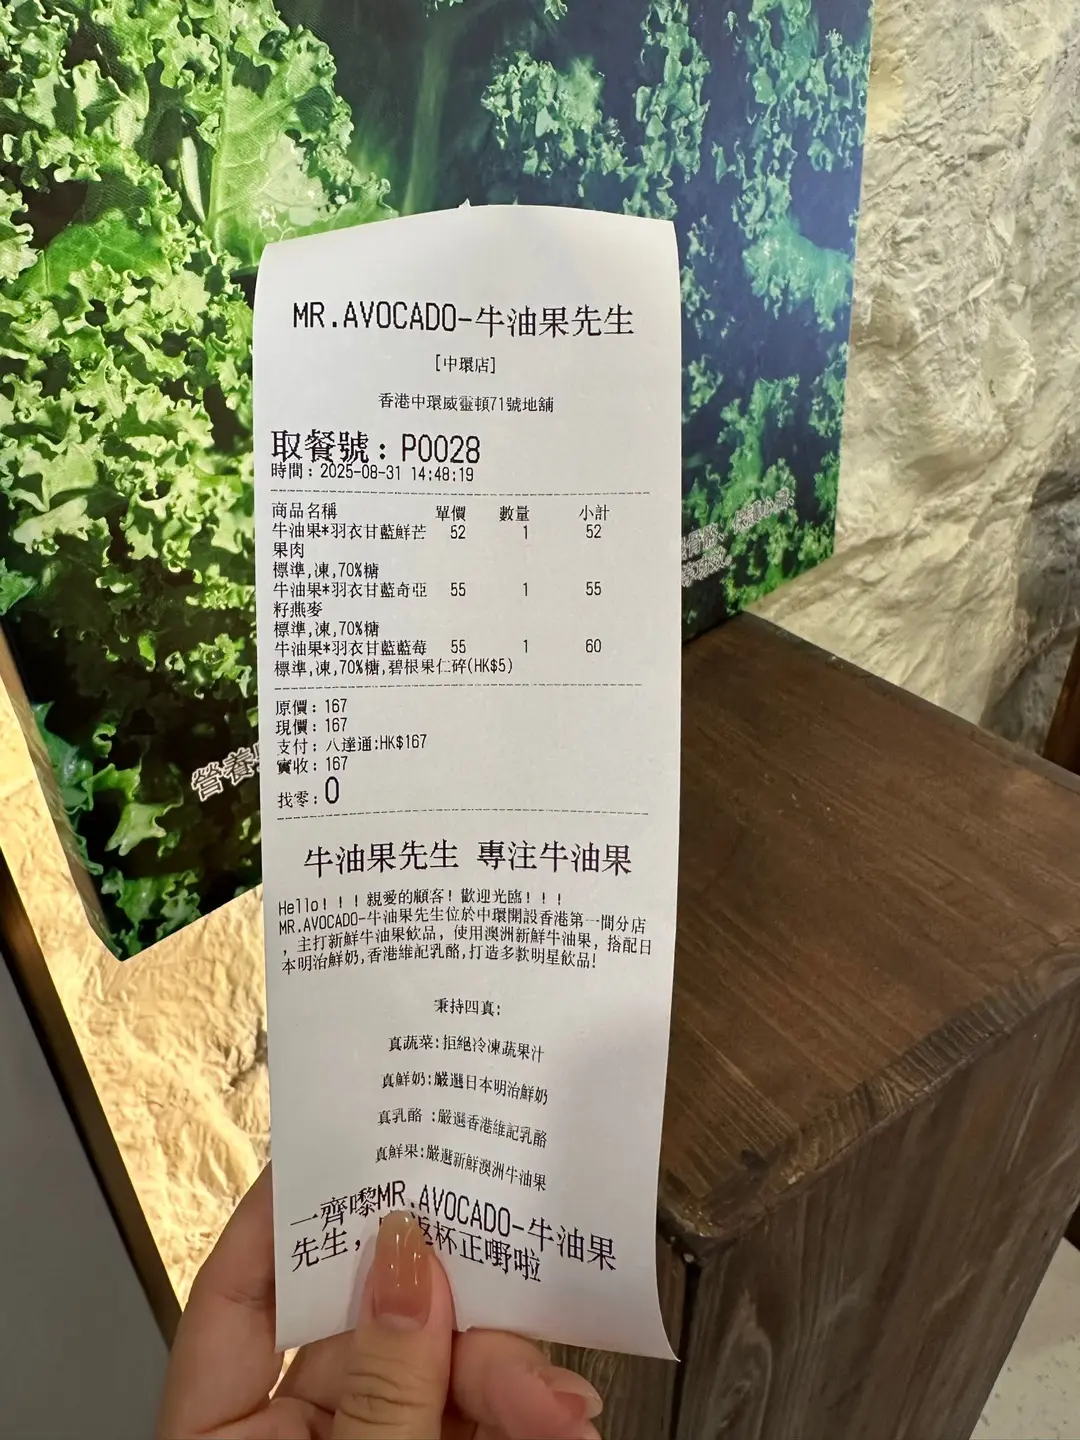 MR.AVOCADO-牛油果先生
[中環店]
香港中環威靈頓71號地舖
取餐號：P0028
時間：2025-08-31 14:48:19
商品名稱 單價 數量 小計
牛油果*羽衣甘藍鮮芒 52 1 52
果肉
標準,凍,70%糖
牛油果*羽衣甘藍奇亞 55 1 55
籽燕麥
標準,凍,70%糖
牛油果*羽衣甘藍藍莓 55 1 60
標準,凍,70%糖,碧根果仁碎(HK$5)
原價：167
現價：167
支付：八達通:HK$167
實收：167
找零：0
牛油果先生 專注牛油果
Hello！！！親愛的顧客！歡迎光臨！！！
MR.AVOCADO-牛油果先生位於中環開設香港第一間分店
，主打新鮮牛油果飲品，使用澳洲新鮮牛油果，搭配日
本明治鮮奶,香港維記乳酪,打造多款明星飲品!
秉持四真:
真蔬菜:拒絕冷凍蔬果汁
真鮮奶:嚴選日本明治鮮奶
真乳酪 :嚴選香港維記乳酪
真鮮果:嚴選新鮮澳洲牛油果
一齊嚟MR.AVOCADO-牛油果
先生，返杯正嘢啦
營養